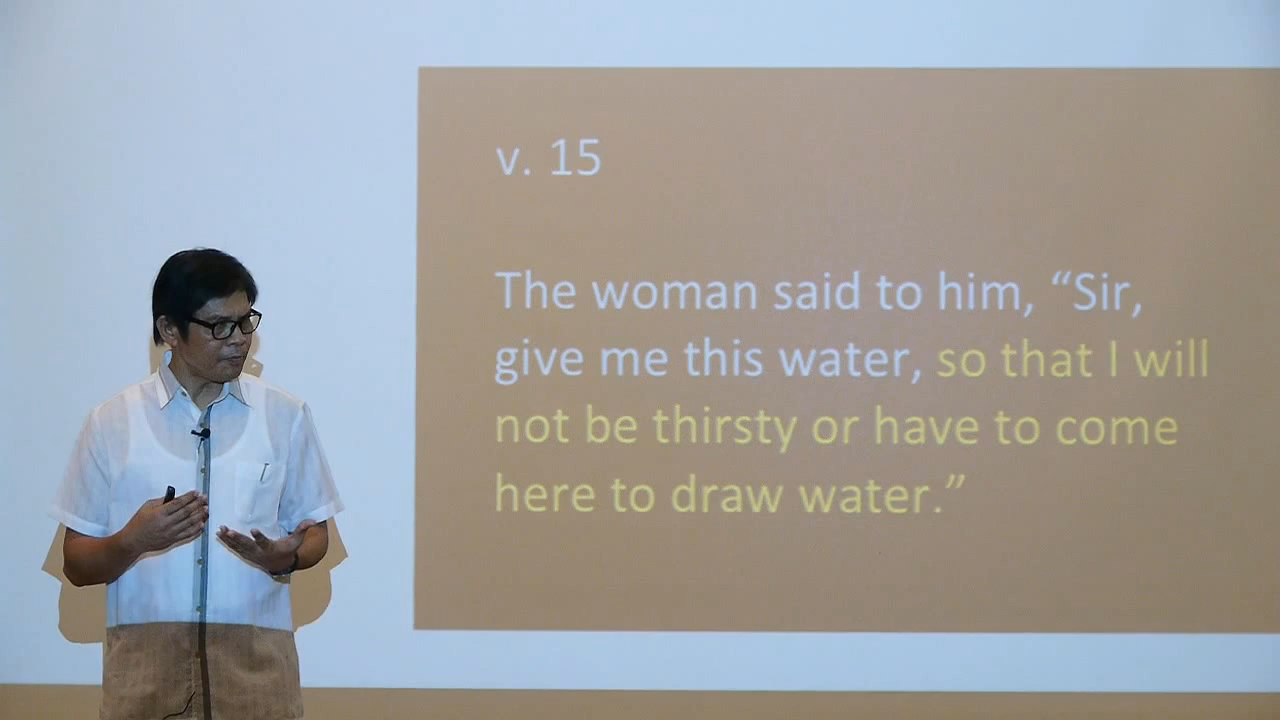 v. 15
The woman said to him, “Sir,
give me this water, so that I will
not be thirsty or have to come
here to draw water.”